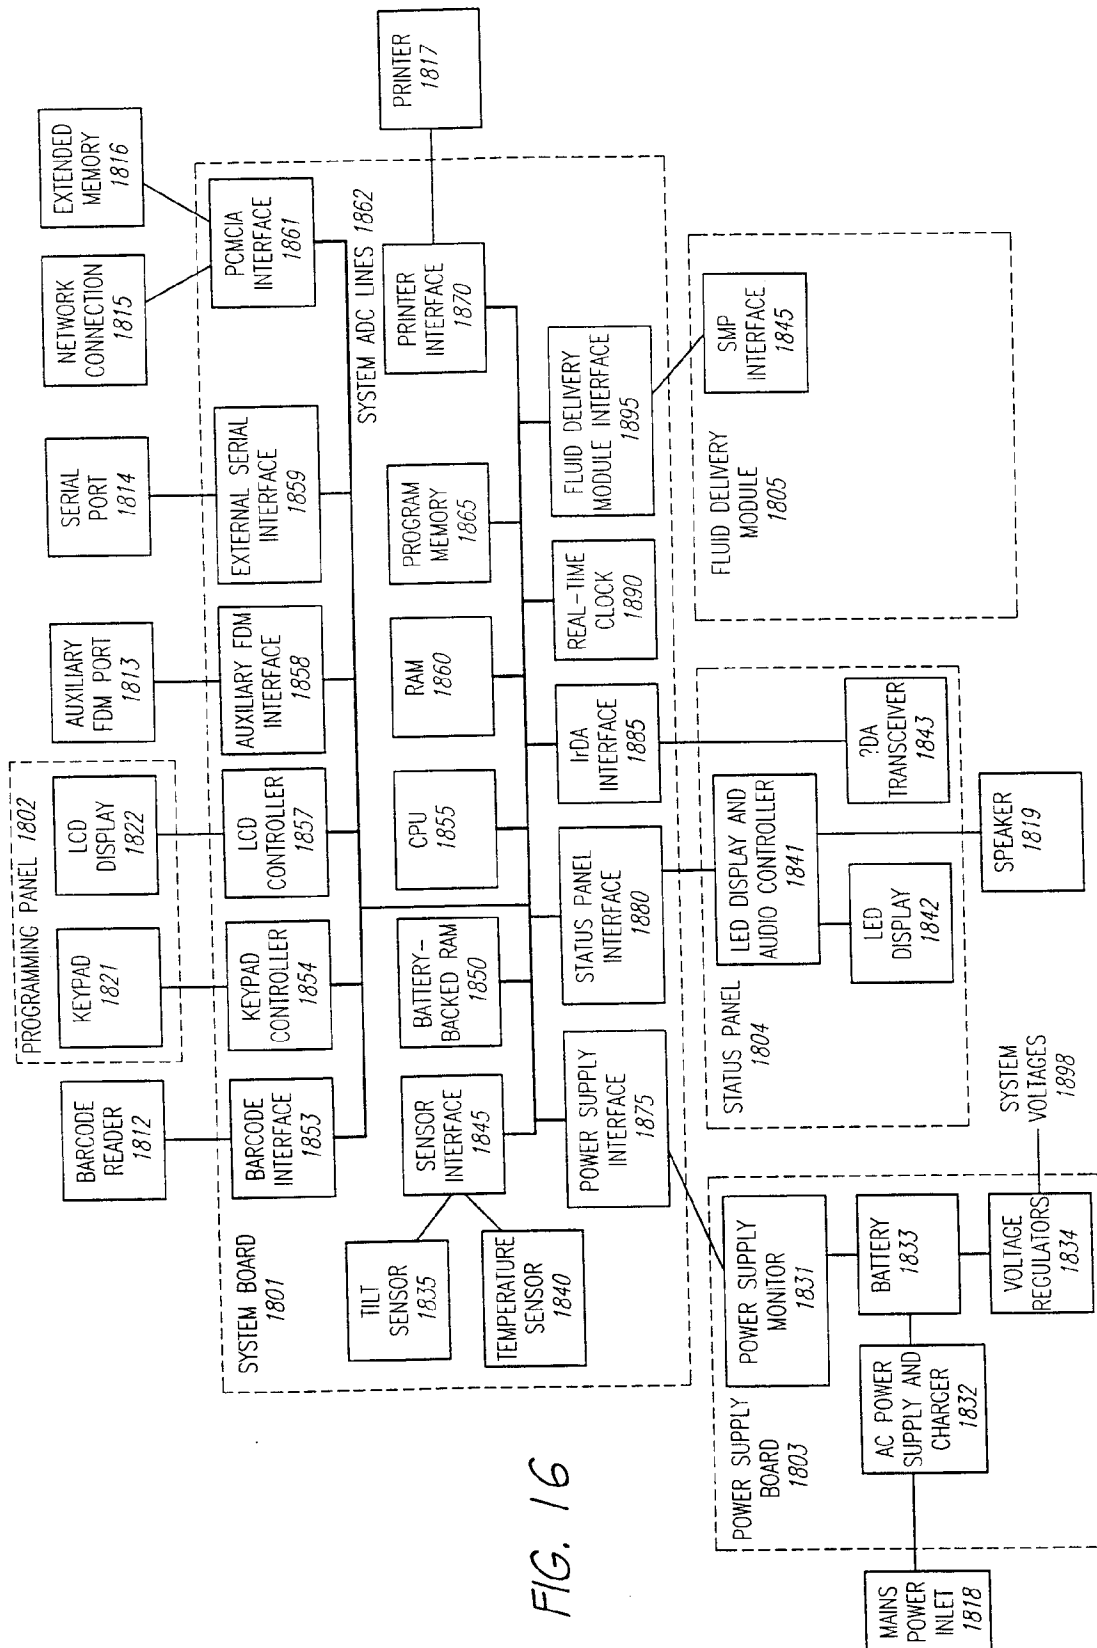 BARCODE
READER
1812
PROGRAMMING PANEL 1802
KEYPAD
1821
LCD
DISPLAY
1822
AUXILIARY
FDM PORT
1813
SERIAL
PORT
1814
NETWORK
CONNECTION
1815
EXTENDED
MEMORY
1816
SYSTEM BOARD
1801
BARCODE
INTERFACE
1853
KEYPAD
CONTROLLER
1854
LCD
CONTROLLER
1857
AUXILIARY FDM
INTERFACE
1858
EXTERNAL SERIAL
INTERFACE
1859
PCMCIA
INTERFACE
1861
SYSTEM ADC LINES 1862
TILT
SENSOR
1835
TEMPERATURE
SENSOR
1840
SENSOR
INTERFACE
1845
BATTERY-
BACKED RAM
1850
CPU
1855
RAM
1860
PROGRAM
MEMORY
1865
PRINTER
INTERFACE
1870
PRINTER
1817
POWER SUPPLY
INTERFACE
1875
STATUS PANEL
INTERFACE
1880
IrDA
INTERFACE
1885
REAL-TIME
CLOCK
1890
FLUID DELIVERY
MODULE INTERFACE
1895
POWER SUPPLY
BOARD
1803
POWER SUPPLY
MONITOR
1831
MAINS
POWER
INLET
1818
AC POWER
SUPPLY AND
CHARGER
1832
BATTERY
1833
VOLTAGE
REGULATORS
1834
SYSTEM
VOLTAGES
1898
STATUS PANEL
1804
LED DISPLAY AND
AUDIO CONTROLLER
1841
LED
DISPLAY
1842
?DA
TRANSCEIVER
1843
SPEAKER
1819
FLUID DELIVERY
MODULE
1805
SMP
INTERFACE
1845
FIG. 16